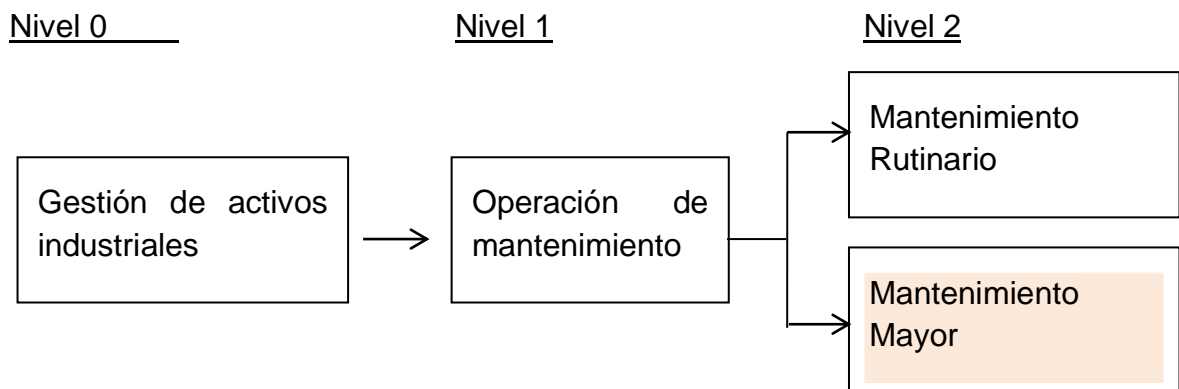 Nivel 0
Nivel 1
Nivel 2
Gestión de activos
industriales
Operación de
mantenimiento
Mantenimiento
Rutinario
Mantenimiento
Mayor